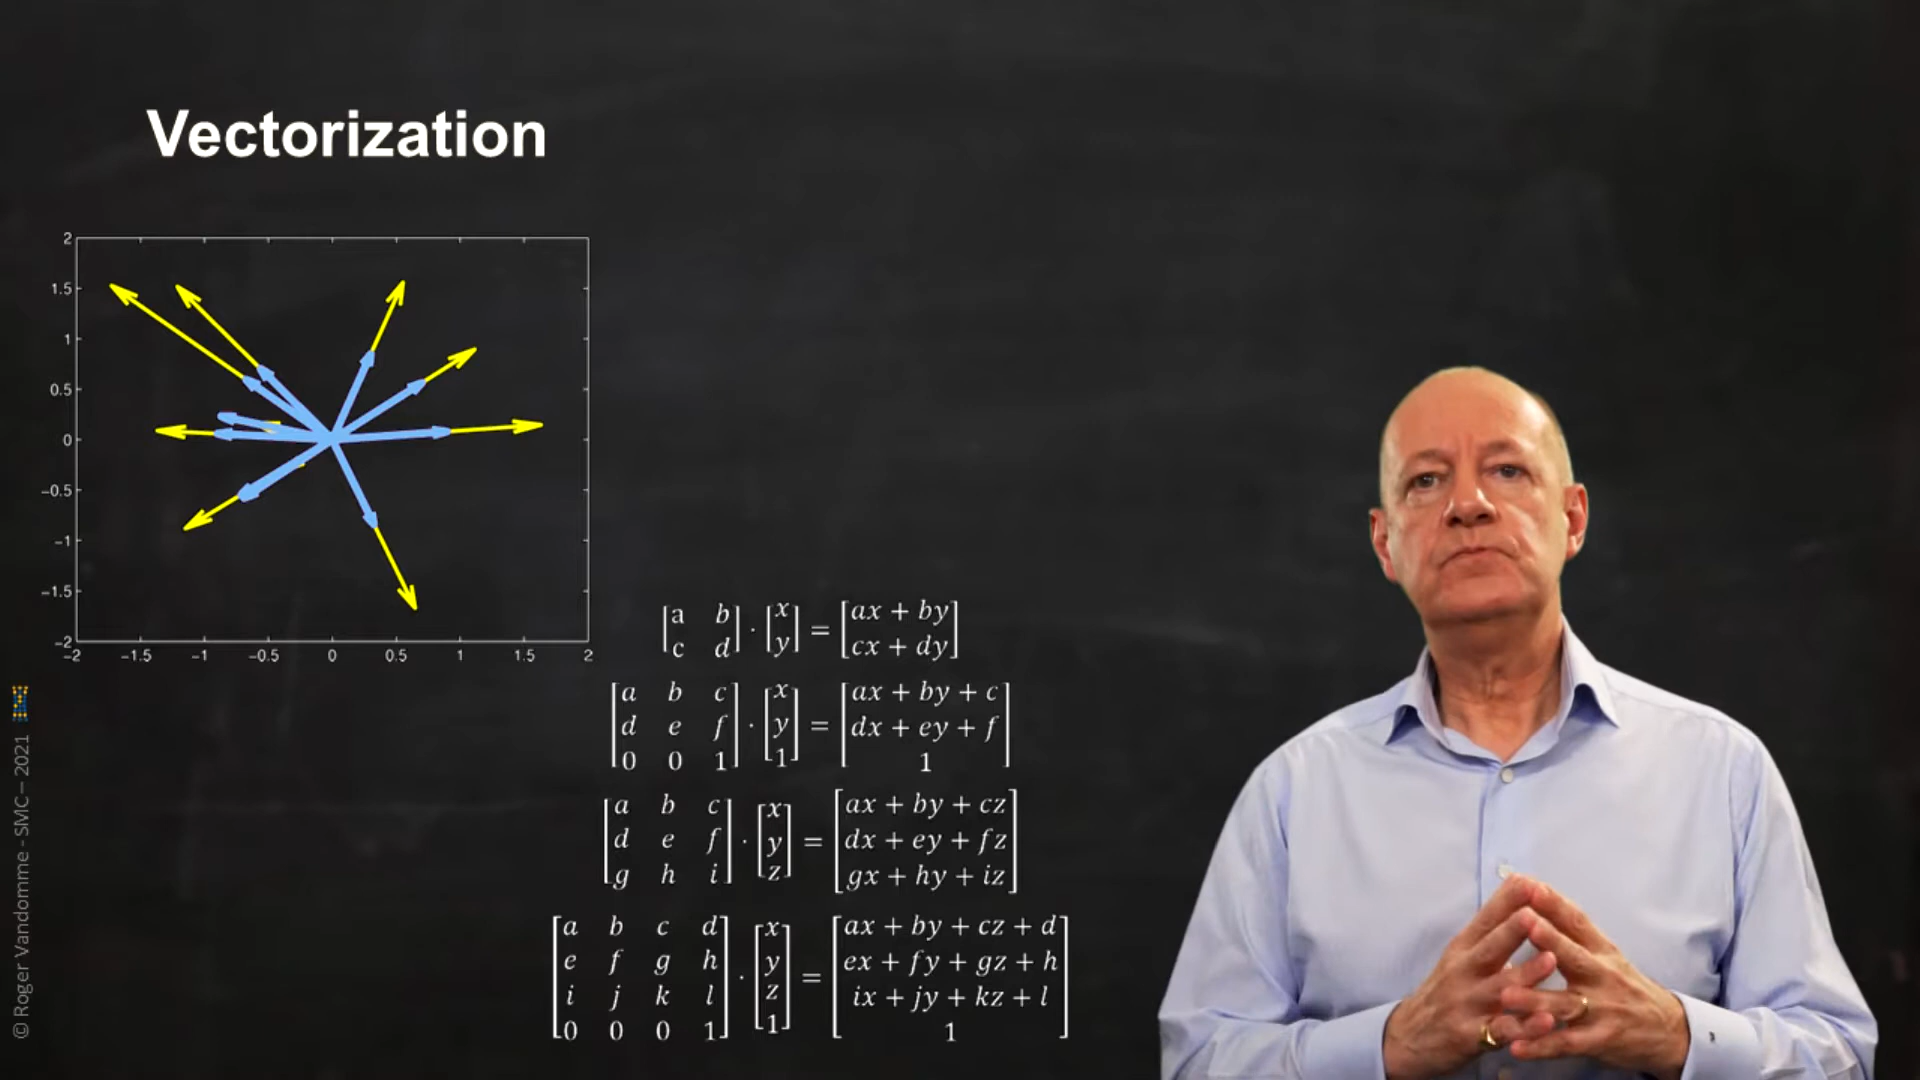 Vectorization
2
1.5
1
0.5
0
−0.5
−1
−1.5
−2
−2 −1.5 −1 −0.5 0 0.5 1 1.5 2
[a b] · [x] = [ax + by]
[c d] [y] [cx + dy]
[a b c] [x] [ax + by + c]
[d e f] · [y] = [dx + ey + f]
[0 0 1] [1] [1]
[a b c] [x] [ax + by + cz]
[d e f] · [y] = [dx + ey + fz]
[g h i] [z] [gx + hy + iz]
[a b c d] [x] [ax + by + cz + d]
[e f g h] · [y] = [ex + fy + gz + h]
[i j k l] [z] [ix + jy + kz + l]
[0 0 0 1] [1] [1]
© Roger Vandomme - SMC– 2021